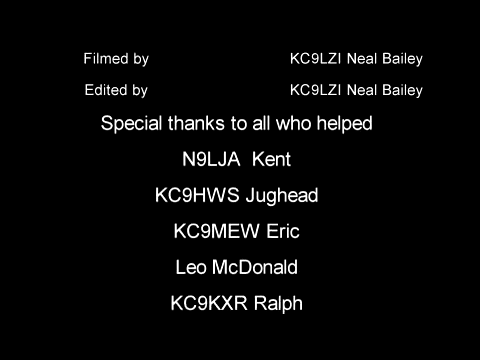 Filmed by KC9LZI Neal Bailey
Edited by KC9LZI Neal Bailey
Special thanks to all who helped
N9LJA Kent
KC9HWS Jughead
KC9MEW Eric
Leo McDonald
KC9KXR Ralph